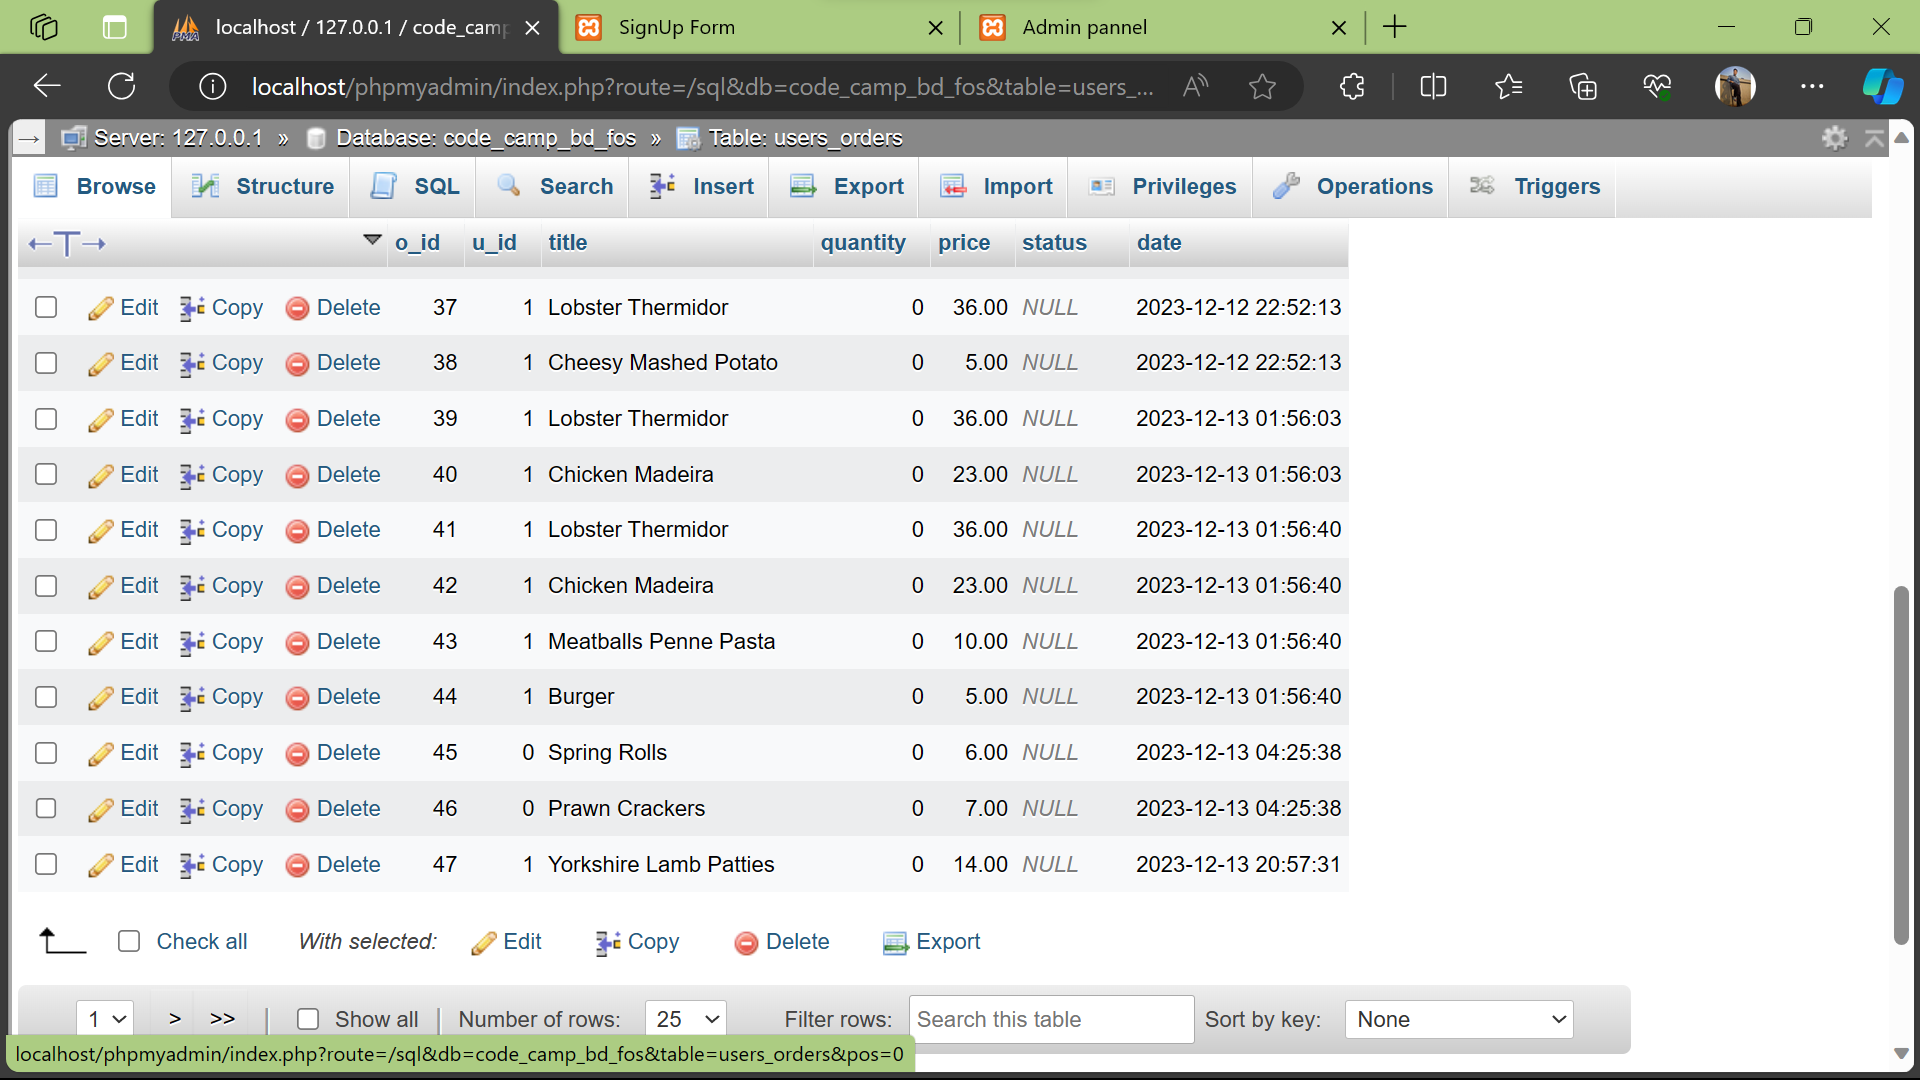 localhost / 127.0.0.1 / code_camp
SignUp Form
Admin pannel
localhost/phpmyadmin/index.php?route=/sql&db=code_camp_bd_fos&table=users_...
Server: 127.0.0.1 » Database: code_camp_bd_fos » Table: users_orders
Browse Structure SQL Search Insert Export Import Privileges Operations Triggers
←T→ o_id u_id title quantity price status date
Edit Copy Delete 37 1 Lobster Thermidor 0 36.00 NULL 2023-12-12 22:52:13
Edit Copy Delete 38 1 Cheesy Mashed Potato 0 5.00 NULL 2023-12-12 22:52:13
Edit Copy Delete 39 1 Lobster Thermidor 0 36.00 NULL 2023-12-13 01:56:03
Edit Copy Delete 40 1 Chicken Madeira 0 23.00 NULL 2023-12-13 01:56:03
Edit Copy Delete 41 1 Lobster Thermidor 0 36.00 NULL 2023-12-13 01:56:40
Edit Copy Delete 42 1 Chicken Madeira 0 23.00 NULL 2023-12-13 01:56:40
Edit Copy Delete 43 1 Meatballs Penne Pasta 0 10.00 NULL 2023-12-13 01:56:40
Edit Copy Delete 44 1 Burger 0 5.00 NULL 2023-12-13 01:56:40
Edit Copy Delete 45 0 Spring Rolls 0 6.00 NULL 2023-12-13 04:25:38
Edit Copy Delete 46 0 Prawn Crackers 0 7.00 NULL 2023-12-13 04:25:38
Edit Copy Delete 47 1 Yorkshire Lamb Patties 0 14.00 NULL 2023-12-13 20:57:31
Check all With selected: Edit Copy Delete Export
1 > >> | Show all | Number of rows: 25 Filter rows: Search this table Sort by key: None
localhost/phpmyadmin/index.php?route=/sql&db=code_camp_bd_fos&table=users_orders&pos=0